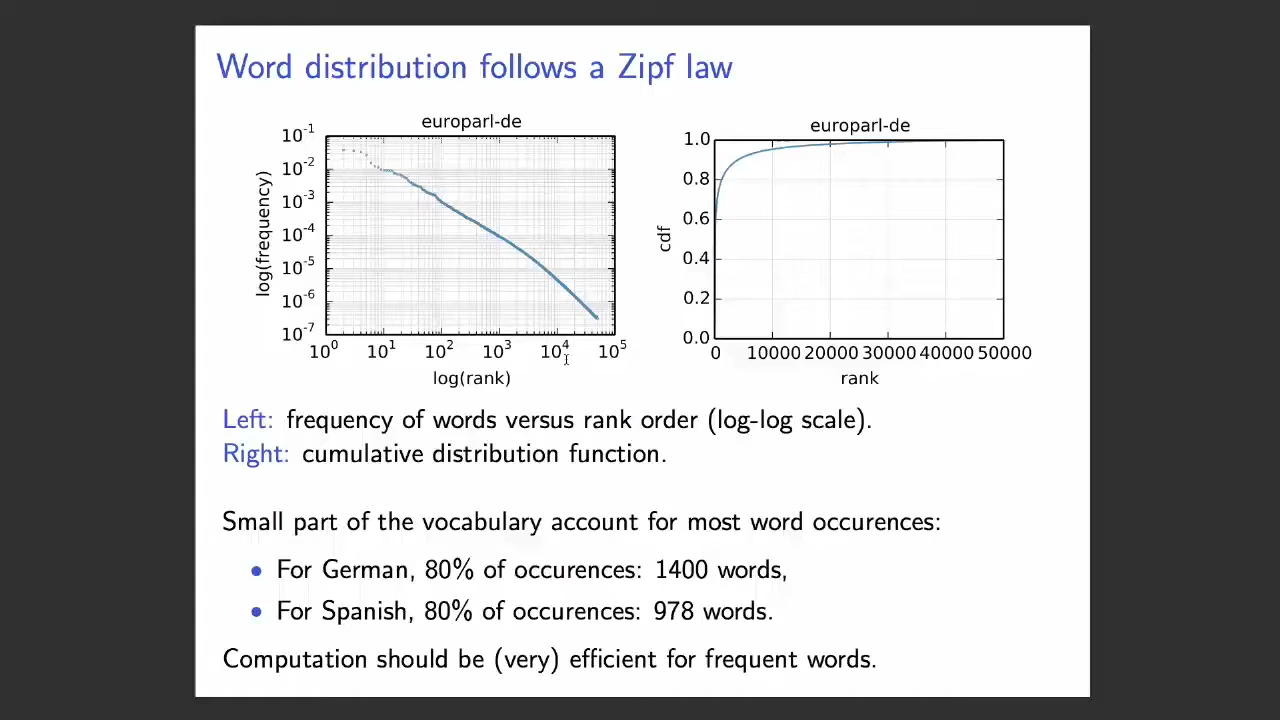 Word distribution follows a Zipf law
europarl-de
10^-1
10^-2
10^-3
10^-4
10^-5
10^-6
10^-7
log(frequency)
10^0 10^1 10^2 10^3 10^4 10^5
log(rank)
europarl-de
1.0
0.8
0.6
0.4
0.2
0.0
cdf
0 10000 20000 30000 40000 50000
rank
Left: frequency of words versus rank order (log-log scale).
Right: cumulative distribution function.
Small part of the vocabulary account for most word occurences:
• For German, 80% of occurences: 1400 words,
• For Spanish, 80% of occurences: 978 words.
Computation should be (very) efficient for frequent words.